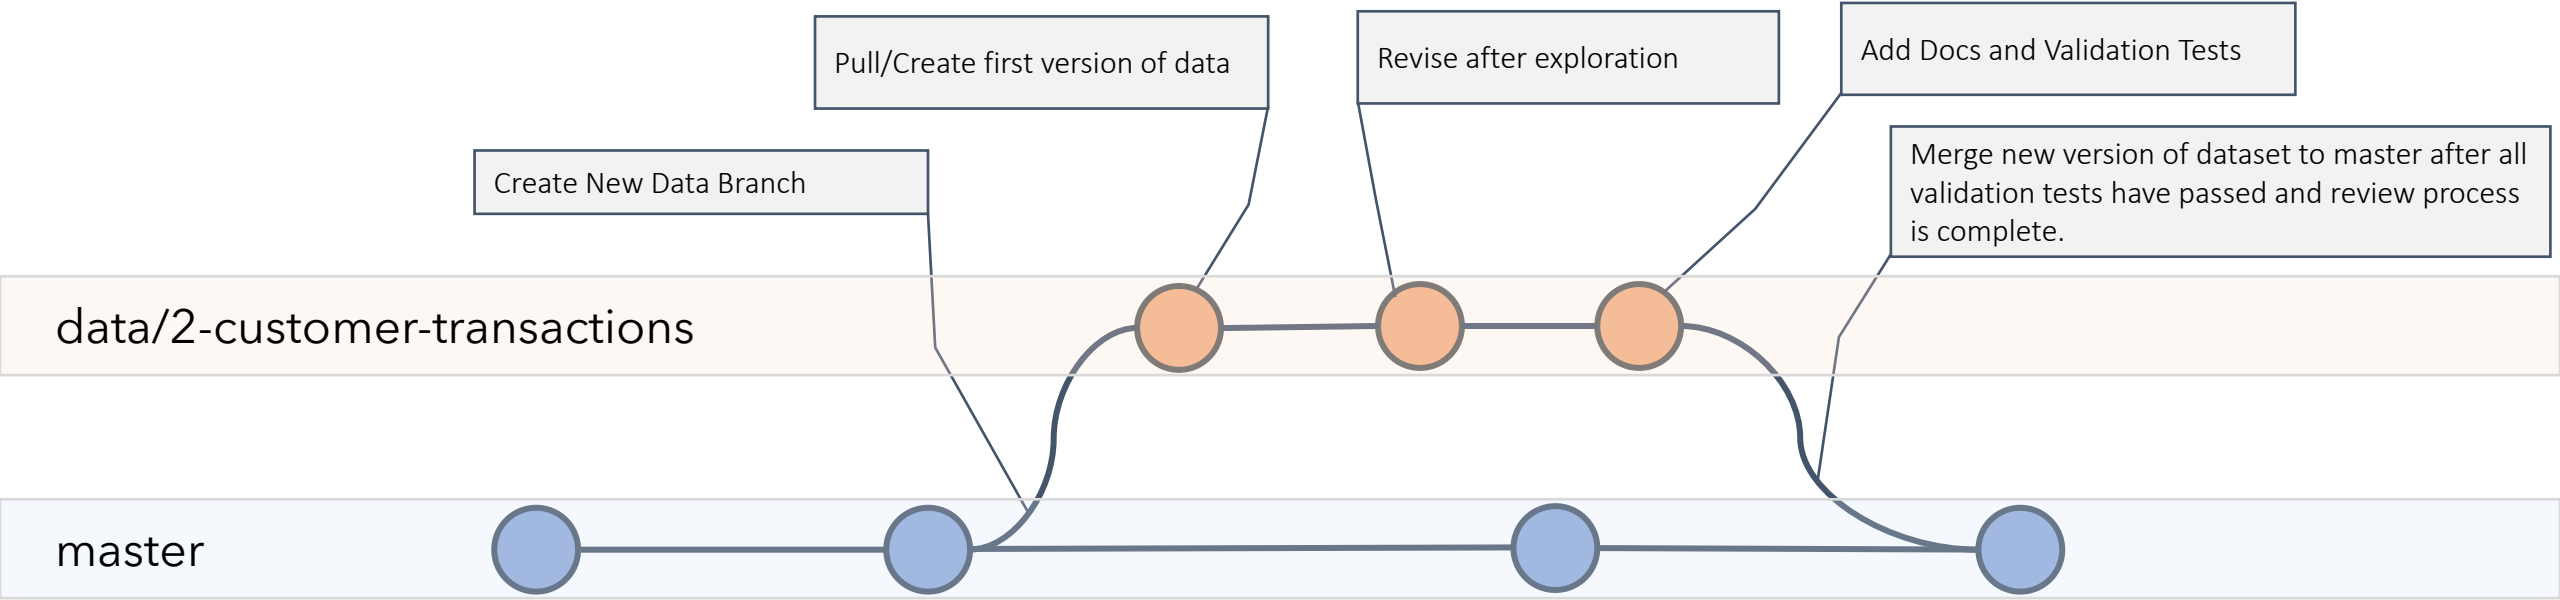 Pull/Create first version of data
Revise after exploration
Add Docs and Validation Tests
Create New Data Branch
Merge new version of dataset to master after all
validation tests have passed and review process
is complete.
data/2-customer-transactions
master